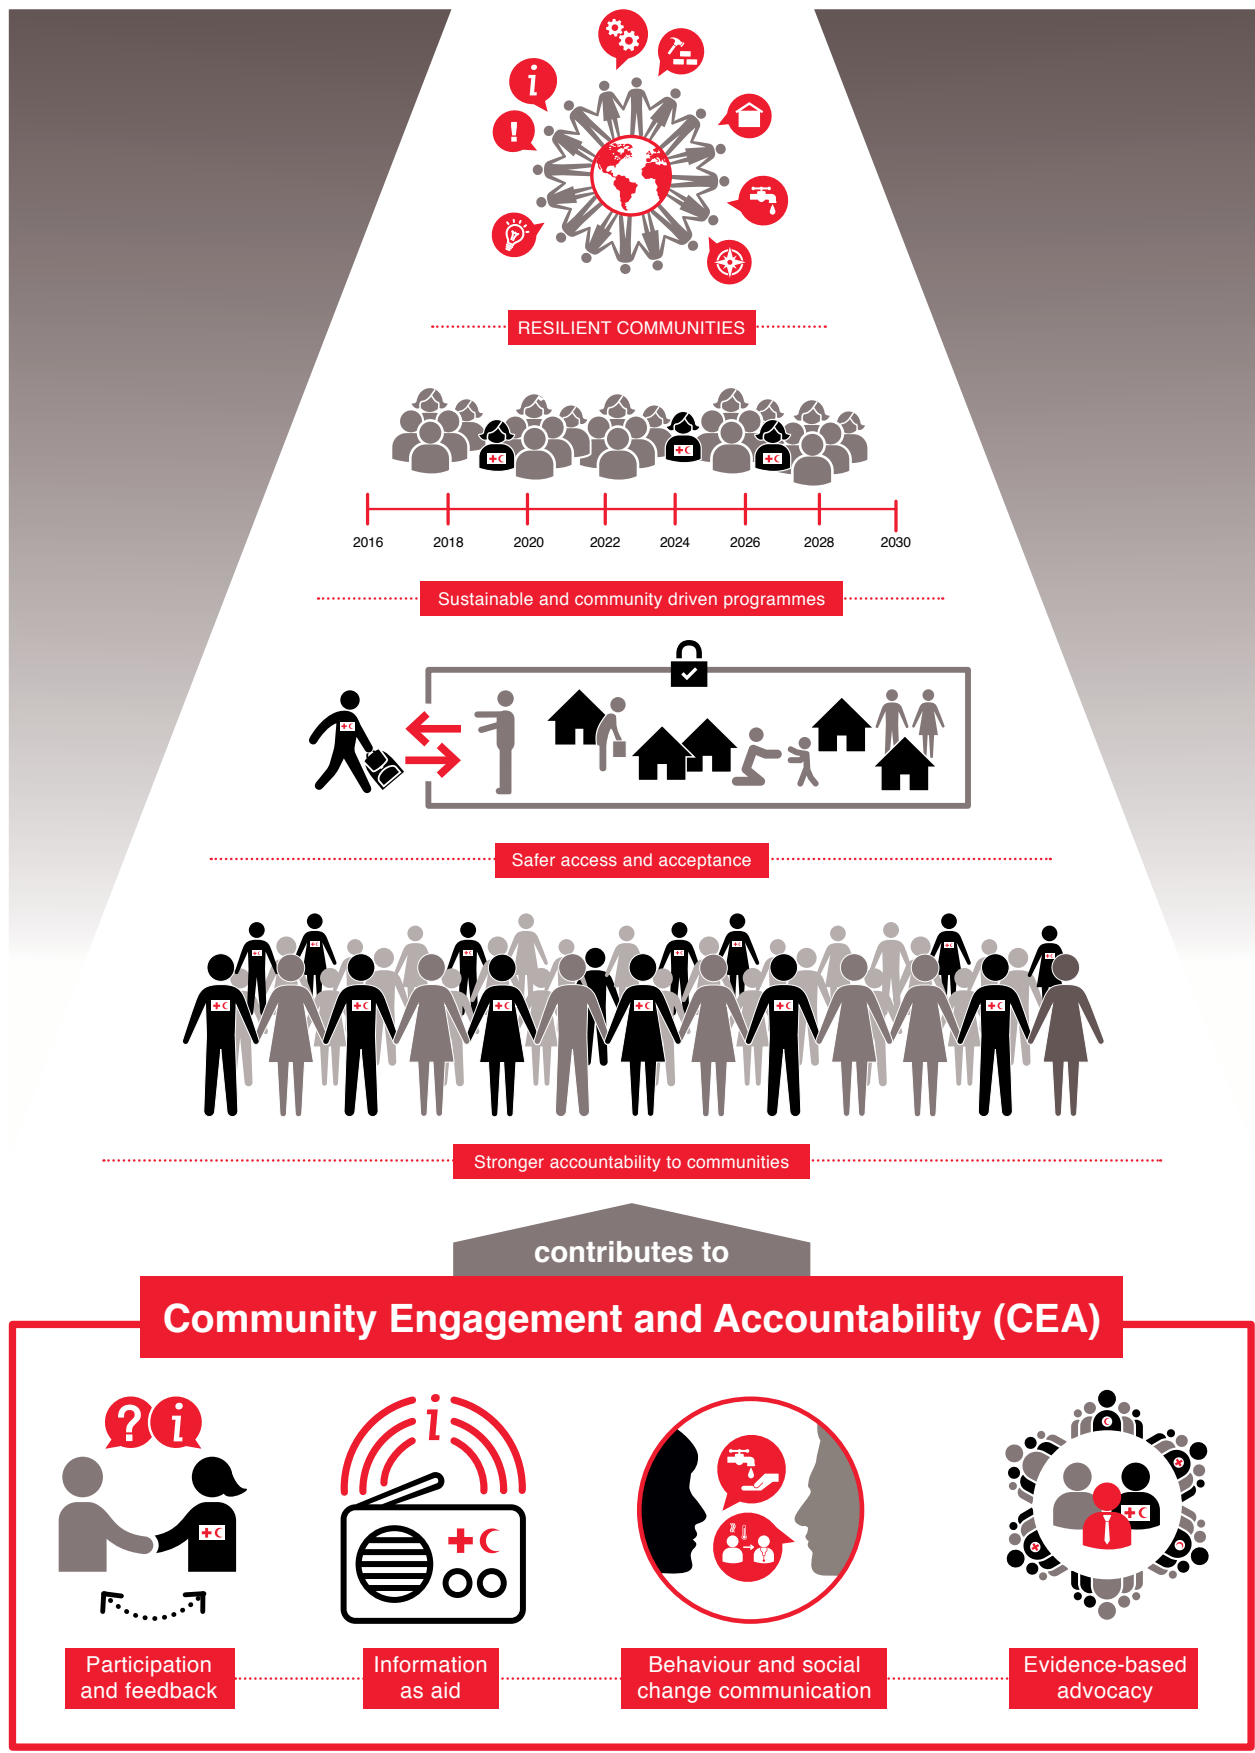 i
!
RESILIENT COMMUNITIES
2016 2018 2020 2022 2024 2026 2028 2030
Sustainable and community driven programmes
Safer access and acceptance
Stronger accountability to communities
contributes to
Community Engagement and Accountability (CEA)
? i
i
Participation
and feedback
Information
as aid
Behaviour and social
change communication
Evidence-based
advocacy